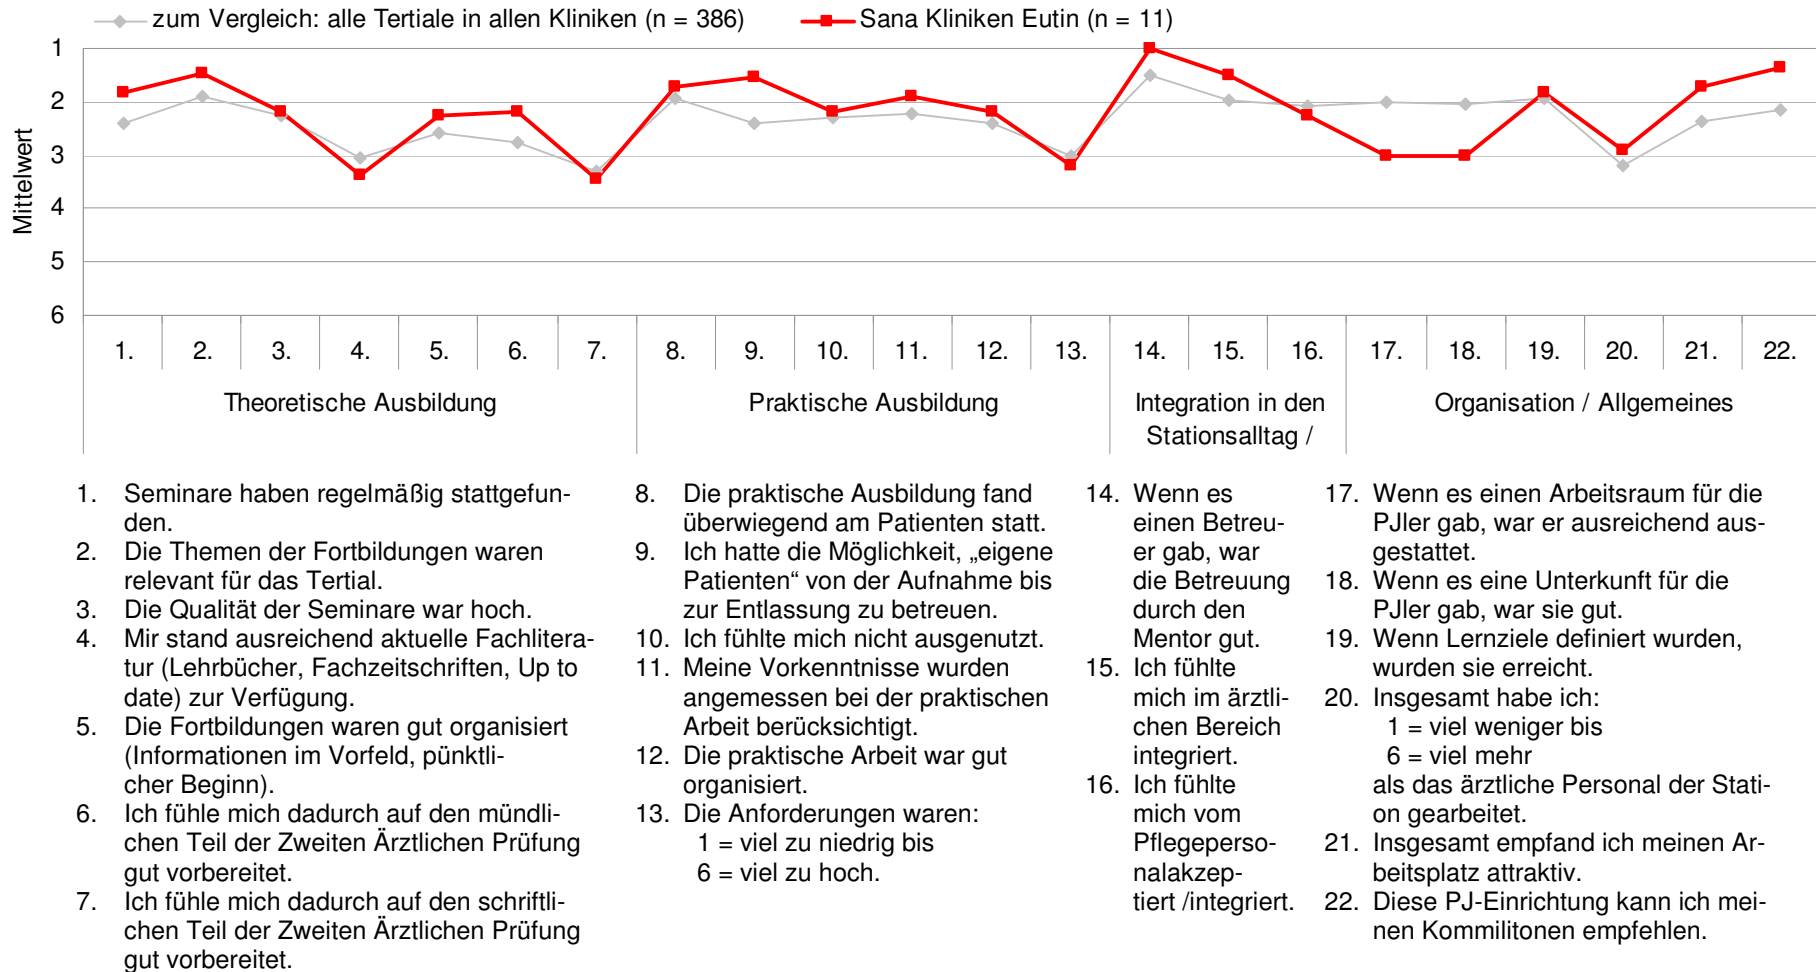 zum Vergleich: alle Tertiale in allen Kliniken (n = 386)
Sana Kliniken Eutin (n = 11)
Mittelwert
1
2
3
4
5
6
1. 2. 3. 4. 5. 6. 7. 8. 9. 10. 11. 12. 13. 14. 15. 16. 17. 18. 19. 20. 21. 22.
Theoretische Ausbildung
Praktische Ausbildung
Integration in den
Stationsalltag /
Organisation / Allgemeines
1. Seminare haben regelmäßig stattgefun-
den.
2. Die Themen der Fortbildungen waren
relevant für das Tertial.
3. Die Qualität der Seminare war hoch.
4. Mir stand ausreichend aktuelle Fachlitera-
tur (Lehrbücher, Fachzeitschriften, Up to
date) zur Verfügung.
5. Die Fortbildungen waren gut organisiert
(Informationen im Vorfeld, pünktli-
cher Beginn).
6. Ich fühle mich dadurch auf den mündli-
chen Teil der Zweiten Ärztlichen Prüfung
gut vorbereitet.
7. Ich fühle mich dadurch auf den schriftli-
chen Teil der Zweiten Ärztlichen Prüfung
gut vorbereitet.
8. Die praktische Ausbildung fand
überwiegend am Patienten statt.
9. Ich hatte die Möglichkeit, „eigene
Patienten“ von der Aufnahme bis
zur Entlassung zu betreuen.
10. Ich fühlte mich nicht ausgenutzt.
11. Meine Vorkenntnisse wurden
angemessen bei der praktischen
Arbeit berücksichtigt.
12. Die praktische Arbeit war gut
organisiert.
13. Die Anforderungen waren:
1 = viel zu niedrig bis
6 = viel zu hoch.
14. Wenn es
einen Betreu-
er gab, war
die Betreuung
durch den
Mentor gut.
15. Ich fühlte
mich im ärztli-
chen Bereich
integriert.
16. Ich fühlte
mich vom
Pflegeperso-
nalakzep-
tiert /integriert.
17. Wenn es einen Arbeitsraum für die
PJler gab, war er ausreichend aus-
gestattet.
18. Wenn es eine Unterkunft für die
PJler gab, war sie gut.
19. Wenn Lernziele definiert wurden,
wurden sie erreicht.
20. Insgesamt habe ich:
1 = viel weniger bis
6 = viel mehr
als das ärztliche Personal der Stati-
on gearbeitet.
21. Insgesamt empfand ich meinen Ar-
beitsplatz attraktiv.
22. Diese PJ-Einrichtung kann ich mei-
nen Kommilitonen empfehlen.